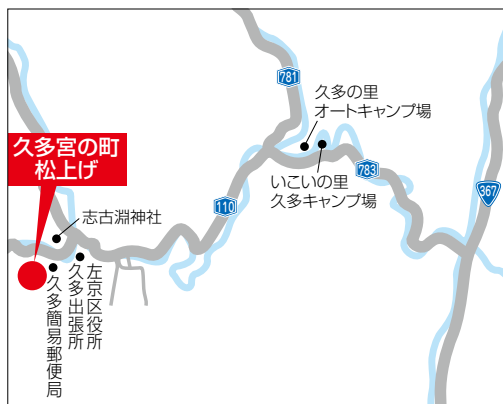 781
久多の里
オートキャンプ場
久多宮の町
松上げ
いこいの里
久多キャンプ場
783
367
110
志古淵神社
左京区役所
久多出張所
久多簡易郵便局